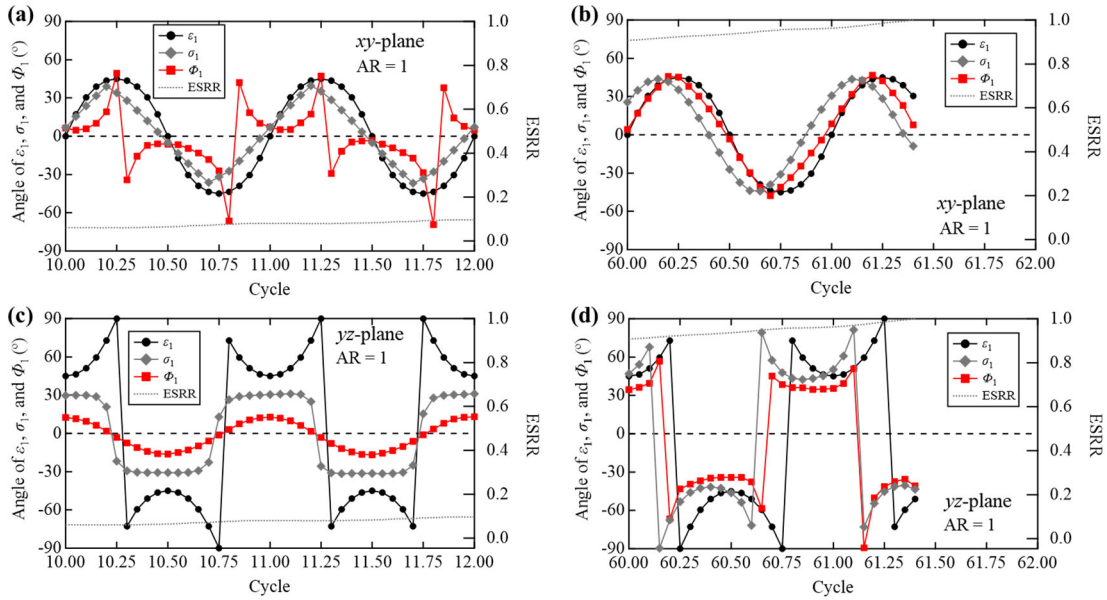 (a)
90
60
30
0
-30
-60
-90
Angle of ε1, σ1, and Φ1 (°)
ε1
σ1
Φ1
ESRR
xy-plane
AR = 1
1.0
0.8
0.6
0.4
0.2
0.0
ESRR
10.00 10.25 10.50 10.75 11.00 11.25 11.50 11.75 12.00
Cycle
(b)
90
60
30
0
-30
-60
-90
Angle of ε1, σ1, and Φ1 (°)
ε1
σ1
Φ1
ESRR
xy-plane
AR = 1
1.0
0.8
0.6
0.4
0.2
0.0
ESRR
60.00 60.25 60.50 60.75 61.00 61.25 61.50 61.75 62.00
Cycle
(c)
90
60
30
0
-30
-60
-90
Angle of ε1, σ1, and Φ1 (°)
ε1
σ1
Φ1
ESRR
yz-plane
AR = 1
1.0
0.8
0.6
0.4
0.2
0.0
ESRR
10.00 10.25 10.50 10.75 11.00 11.25 11.50 11.75 12.00
Cycle
(d)
90
60
30
0
-30
-60
-90
Angle of ε1, σ1, and Φ1 (°)
ε1
σ1
Φ1
ESRR
yz-plane
AR = 1
1.0
0.8
0.6
0.4
0.2
0.0
ESRR
60.00 60.25 60.50 60.75 61.00 61.25 61.50 61.75 62.00
Cycle